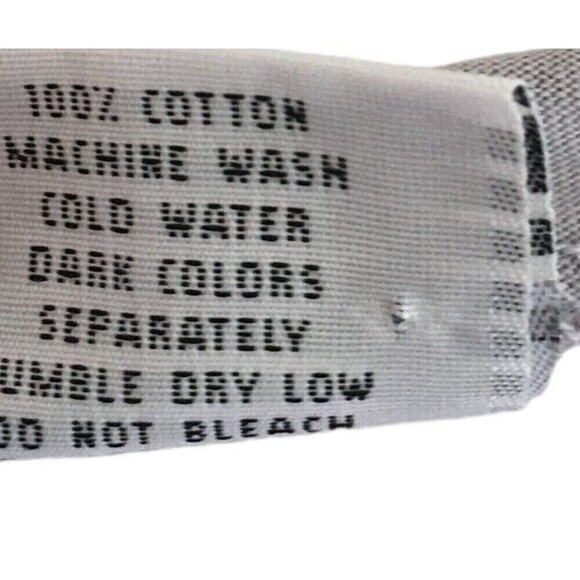 100% COTTON
MACHINE WASH
COLD WATER
DARK COLORS
SEPARATELY
UMBLE DRY LOW
DO NOT BLEACH